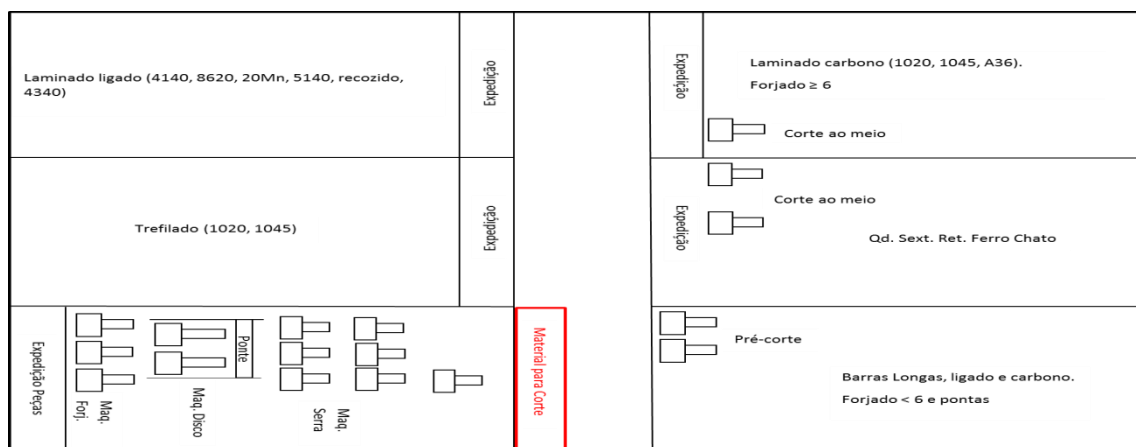 Laminado ligado (4140, 8620, 20Mn, 5140, recozido,
4340)
Expedição
Expedição
Laminado carbono (1020, 1045, A36).
Forjado ≥ 6
Corte ao meio
Trefilado (1020, 1045)
Expedição
Expedição
Corte ao meio
Qd. Sext. Ret. Ferro Chato
Expedição Peças
Maq.
Forj.
Ponte
Maq. Disco
Maq.
Serra
Material para Corte
Pré-corte
Barras Longas, ligado e carbono.
Forjado < 6 e pontas